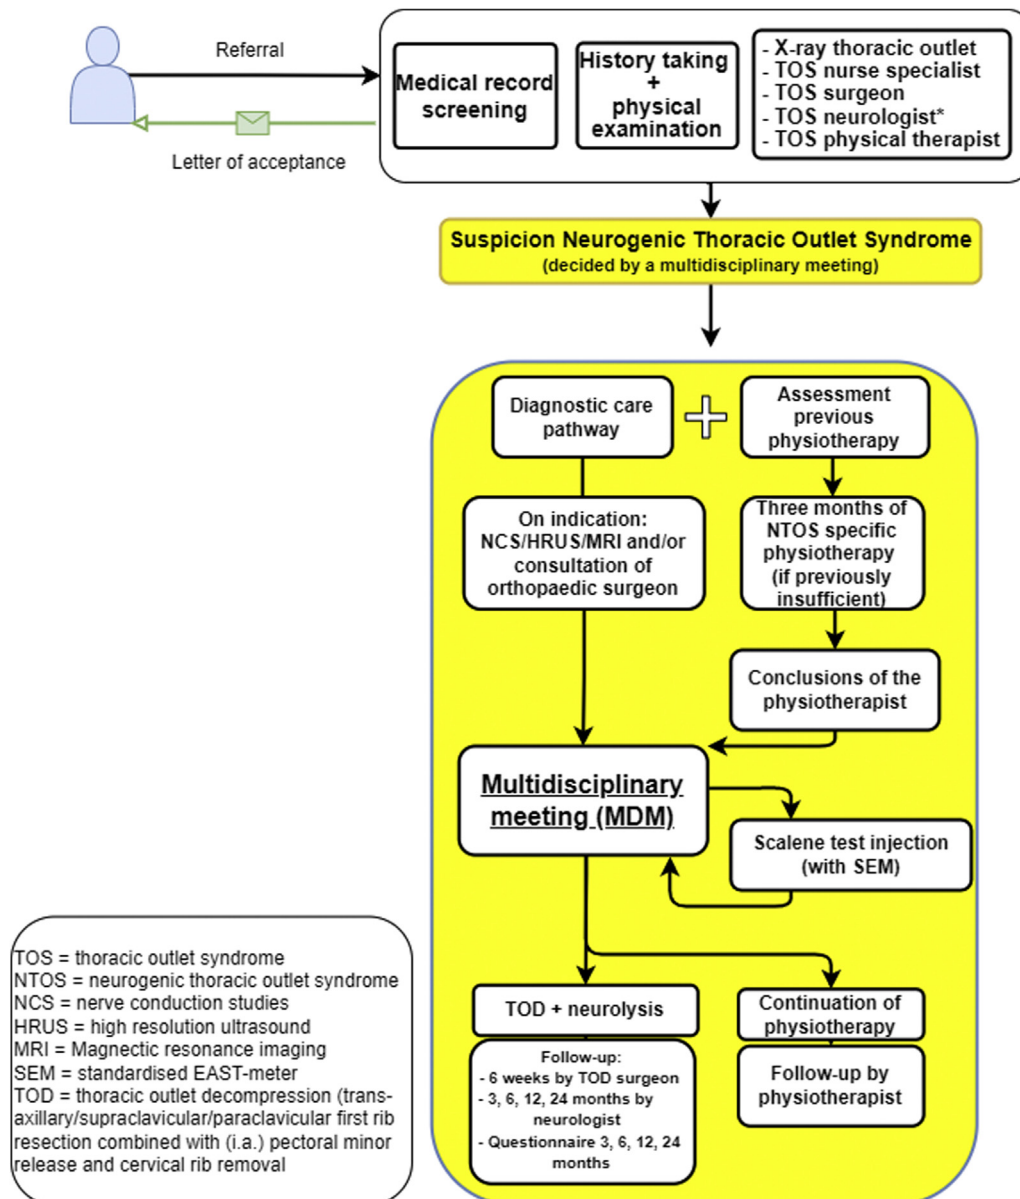 Referral
Letter of acceptance
Medical record
screening
History taking
+
physical
examination
- X-ray thoracic outlet
- TOS nurse specialist
- TOS surgeon
- TOS neurologist*
- TOS physical therapist
Suspicion Neurogenic Thoracic Outlet Syndrome
(decided by a multidisciplinary meeting)
Diagnostic care
pathway
Assessment
previous
physiotherapy
On indication:
NCS/HRUS/MRI and/or
consultation of
orthopaedic surgeon
Three months of
NTOS specific
physiotherapy
(if previously
insufficient)
Conclusions of the
physiotherapist
Multidisciplinary
meeting (MDM)
Scalene test injection
(with SEM)
TOD + neurolysis
Continuation of
physiotherapy
Follow-up:
- 6 weeks by TOD surgeon
- 3, 6, 12, 24 months by
neurologist
- Questionnaire 3, 6, 12, 24
months
Follow-up by
physiotherapist
TOS = thoracic outlet syndrome
NTOS = neurogenic thoracic outlet syndrome
NCS = nerve conduction studies
HRUS = high resolution ultrasound
MRI = Magnectic resonance imaging
SEM = standardised EAST-meter
TOD = thoracic outlet decompression (trans-
axillary/supraclavicular/paraclavicular first rib
resection combined with (i.a.) pectoral minor
release and cervical rib removal